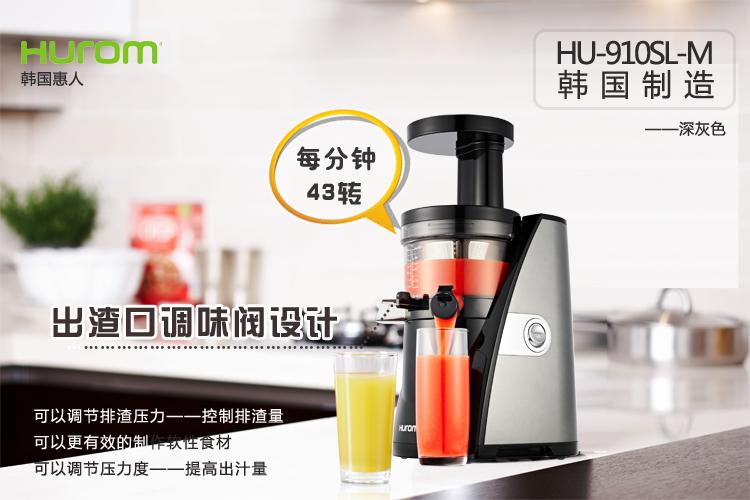 Hurom
韩国惠人
HU-910SL-M
韩国制造
——深灰色
每分钟
43转
出渣口调味阀设计
可以调节排渣压力——控制排渣量
可以更有效的制作软性食材
可以调节压力度——提高出汁量
HUROM